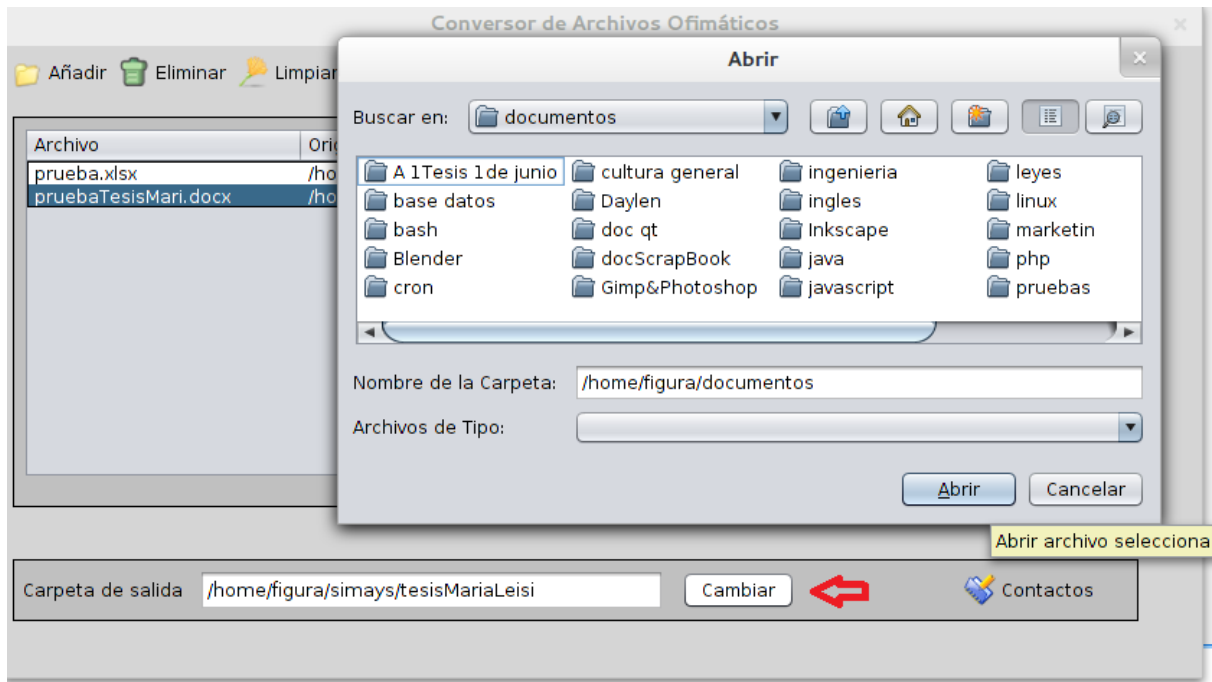 Conversor de Archivos Ofimáticos
Añadir Eliminar Limpiar
Abrir
Buscar en: documentos
Archivo
prueba.xlsx /ho
pruebaTesisMari.docx /ho
A 1Tesis 1de junio cultura general ingenieria leyes
base datos Daylen ingles linux
bash doc qt Inkscape marketin
Blender docScrapBook java php
cron Gimp&Photoshop javascript pruebas
Nombre de la Carpeta: /home/figura/documentos
Archivos de Tipo:
Abrir Cancelar
Abrir archivo selecciona
Carpeta de salida /home/figura/simays/tesisMariaLeisi Cambiar Contactos